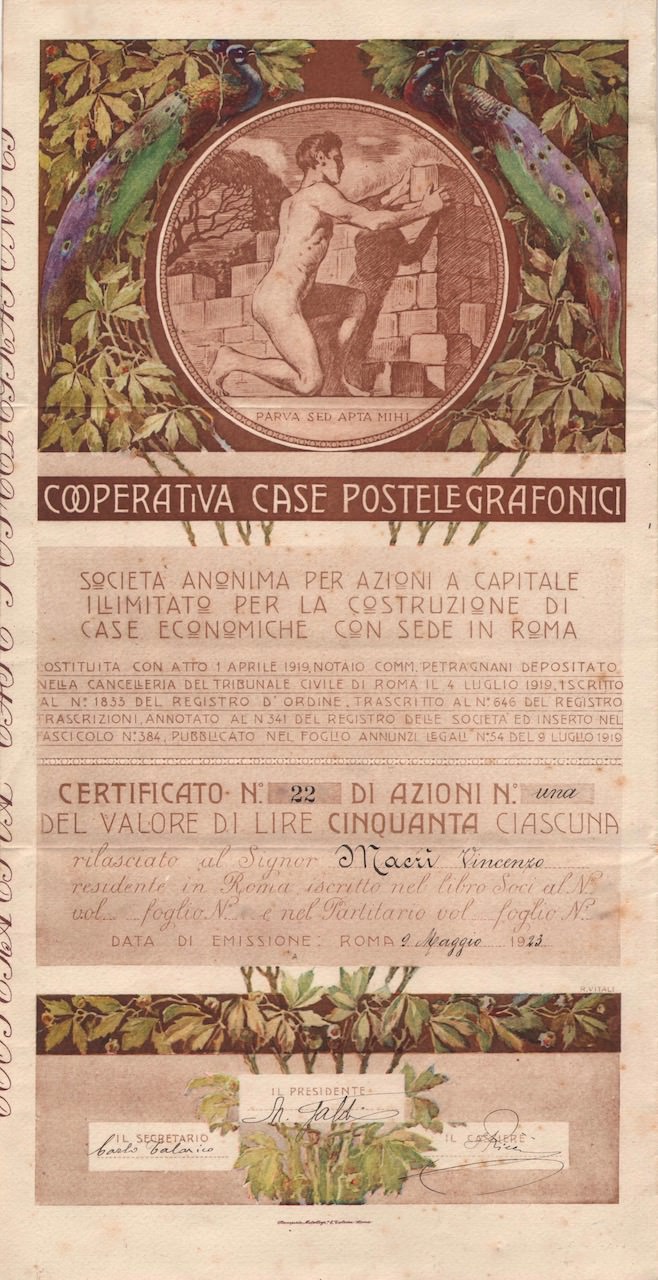 PARVA SED APTA MIHI
COOPERATIVA CASE POSTELEGRAFONICI
SOCIETÀ ANONIMA PER AZIONI A CAPITALE
ILLIMITATO PER LA COSTRUZIONE DI
CASE ECONOMICHE CON SEDE IN ROMA
OSTITUITA CON ATTO 1 APRILE 1919, NOTAIO COMM. PETRAGNANI DEPOSITATO
NELLA CANCELLERIA DEL TRIBUNALE CIVILE DI ROMA IL 4 LUGLIO 1919, ISCRITTO
AL N° 1833 DEL REGISTRO D'ORDINE, TRASCRITTO AL N° 646 DEL REGISTRO
TRASCRIZIONI, ANNOTATO AL N 341 DEL REGISTRO DELLE SOCIETÀ ED INSERTO NEL
FASCICOLO N° 384, PUBBLICATO NEL FOGLIO ANNUNZI LEGALI N° 54 DEL 9 LUGLIO 1919
CERTIFICATO N° 22 DI AZIONI N° una
DEL VALORE DI LIRE CINQUANTA CIASCUNA
rilasciato al Signor Macrì Vincenzo
residente in Roma iscritto nel libro Soci al N°
vol. foglio N° e nel Partitario vol. foglio N°
DATA DI EMISSIONE: ROMA 9 Maggio 1923
R. VITALI
IL PRESIDENTE
IL SEGRETARIO
Carlo Talarico
IL CASSIERE
Ricci